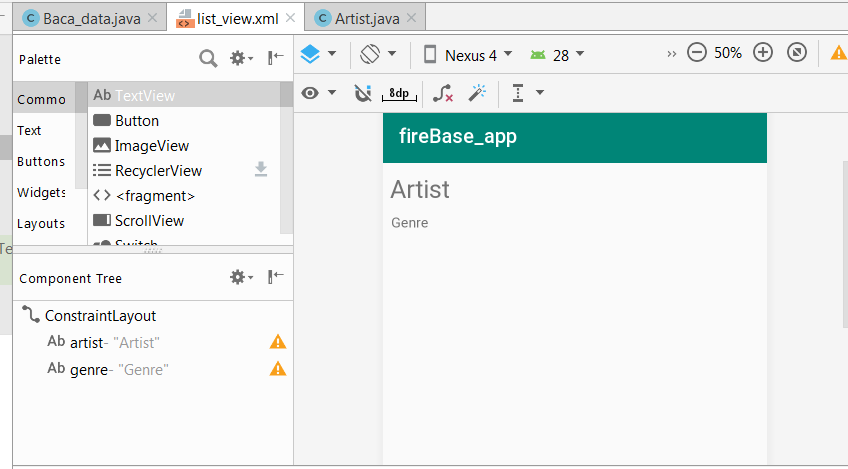 Baca_data.java
list_view.xml
Artist.java
Palette
Nexus 4
28
50%
8dp
Commo
Text
Buttons
Widgets
Layouts
Ab TextView
Button
ImageView
RecyclerView
<fragment>
ScrollView
Switch
Component Tree
ConstraintLayout
Ab artist- "Artist"
Ab genre- "Genre"
fireBase_app
Artist
Genre